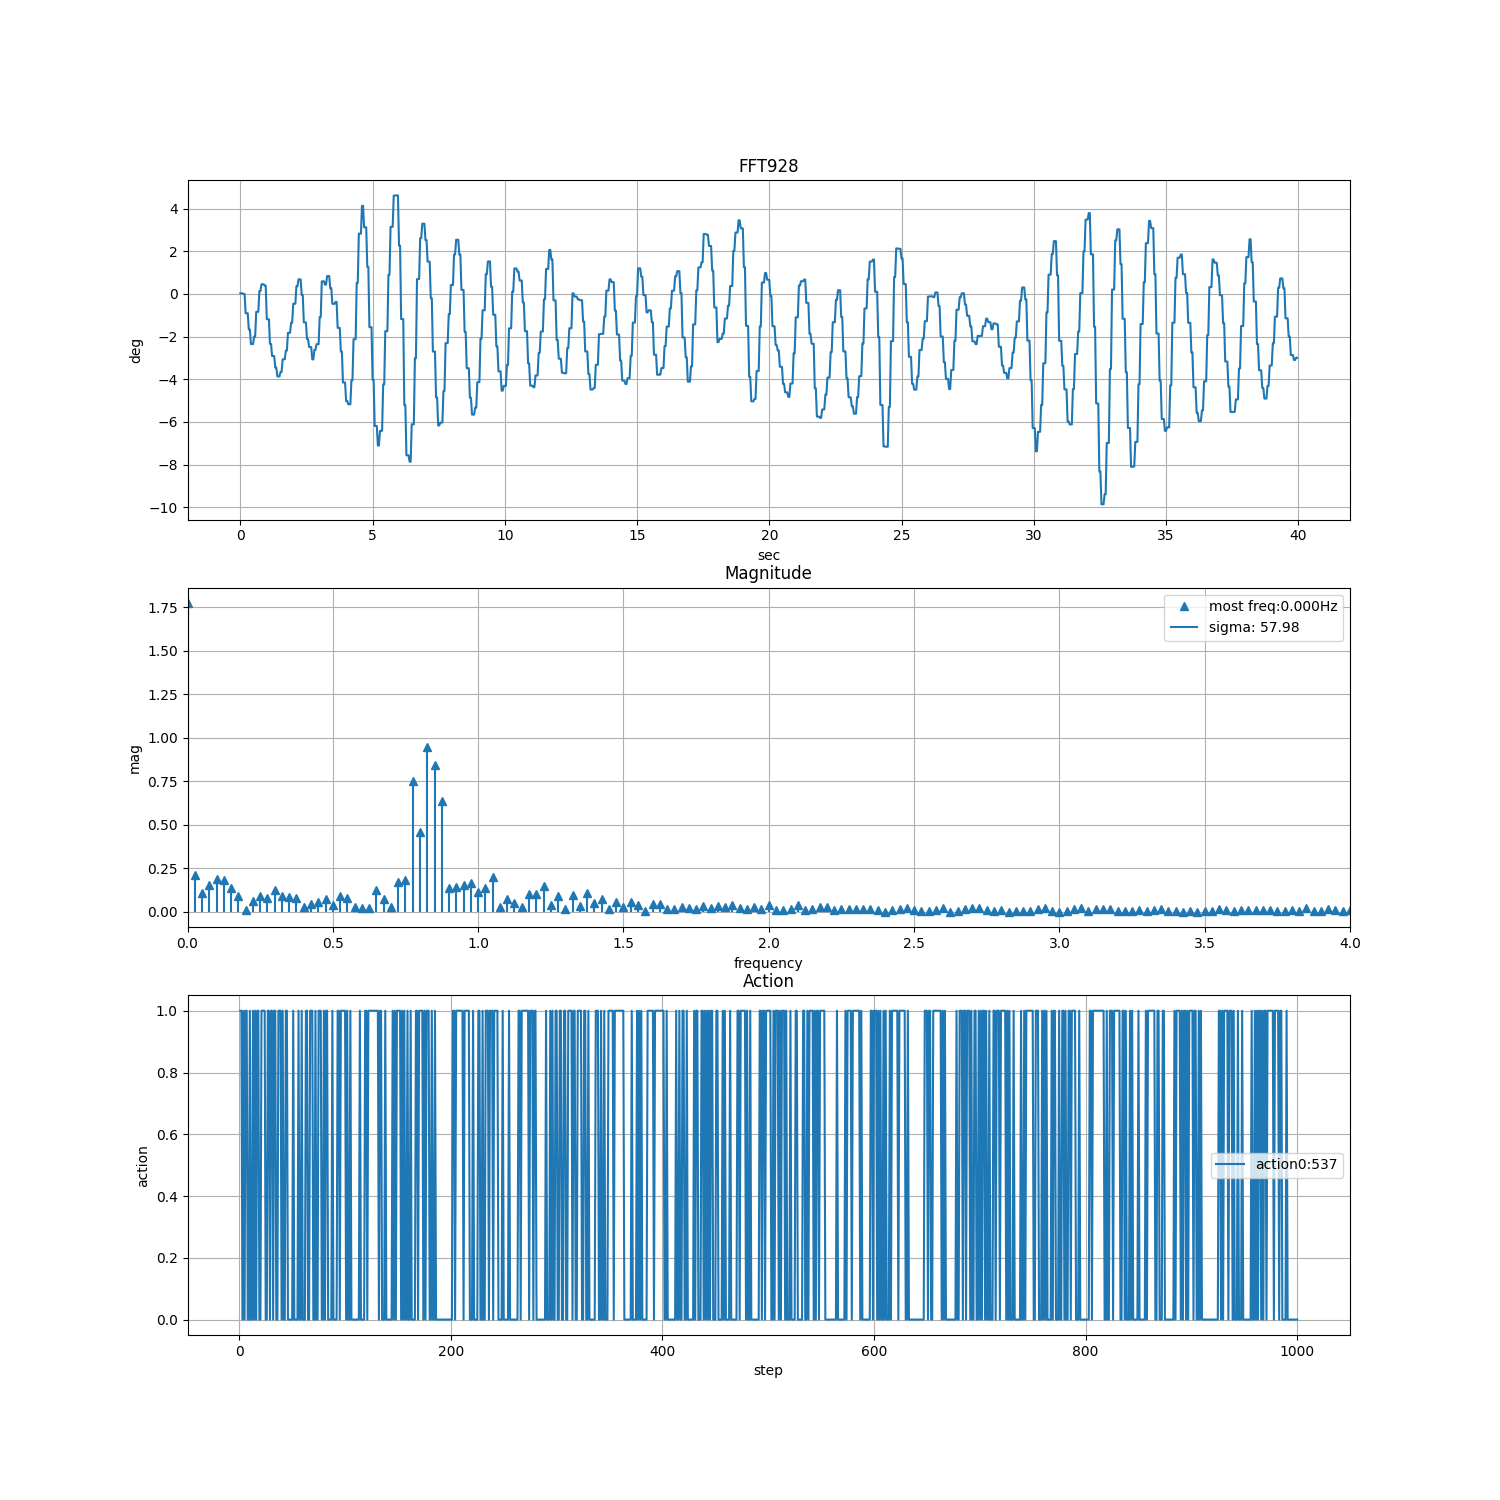 FFT928
4
2
0
−2
−4
−6
−8
−10
deg
0 5 10 15 20 25 30 35 40
sec
Magnitude
1.75
1.50
1.25
1.00
0.75
0.50
0.25
0.00
mag
most freq:0.000Hz
sigma: 57.98
0.0 0.5 1.0 1.5 2.0 2.5 3.0 3.5 4.0
frequency
Action
1.0
0.8
0.6
0.4
0.2
0.0
action
action0:537
0 200 400 600 800 1000
step